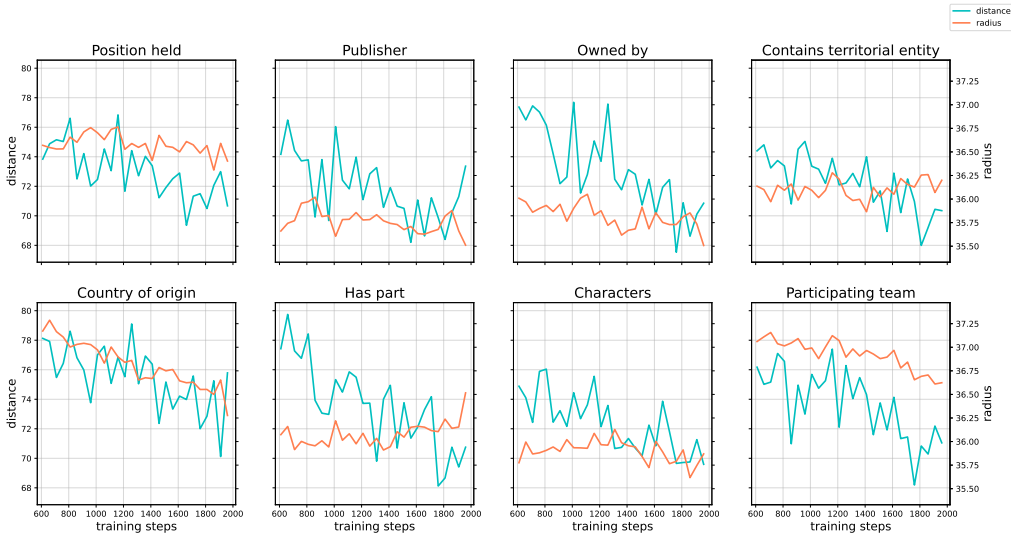 distance
radius
Position held
Publisher
Owned by
Contains territorial entity
80
78
76
74
72
70
68
distance
37.25
37.00
36.75
36.50
36.25
36.00
35.75
35.50
radius
Country of origin
Has part
Characters
Participating team
80
78
76
74
72
70
68
distance
37.25
37.00
36.75
36.50
36.25
36.00
35.75
35.50
radius
600 800 1000 1200 1400 1600 1800 2000
600 800 1000 1200 1400 1600 1800 2000
600 800 1000 1200 1400 1600 1800 2000
600 800 1000 1200 1400 1600 1800 2000
training steps
training steps
training steps
training steps